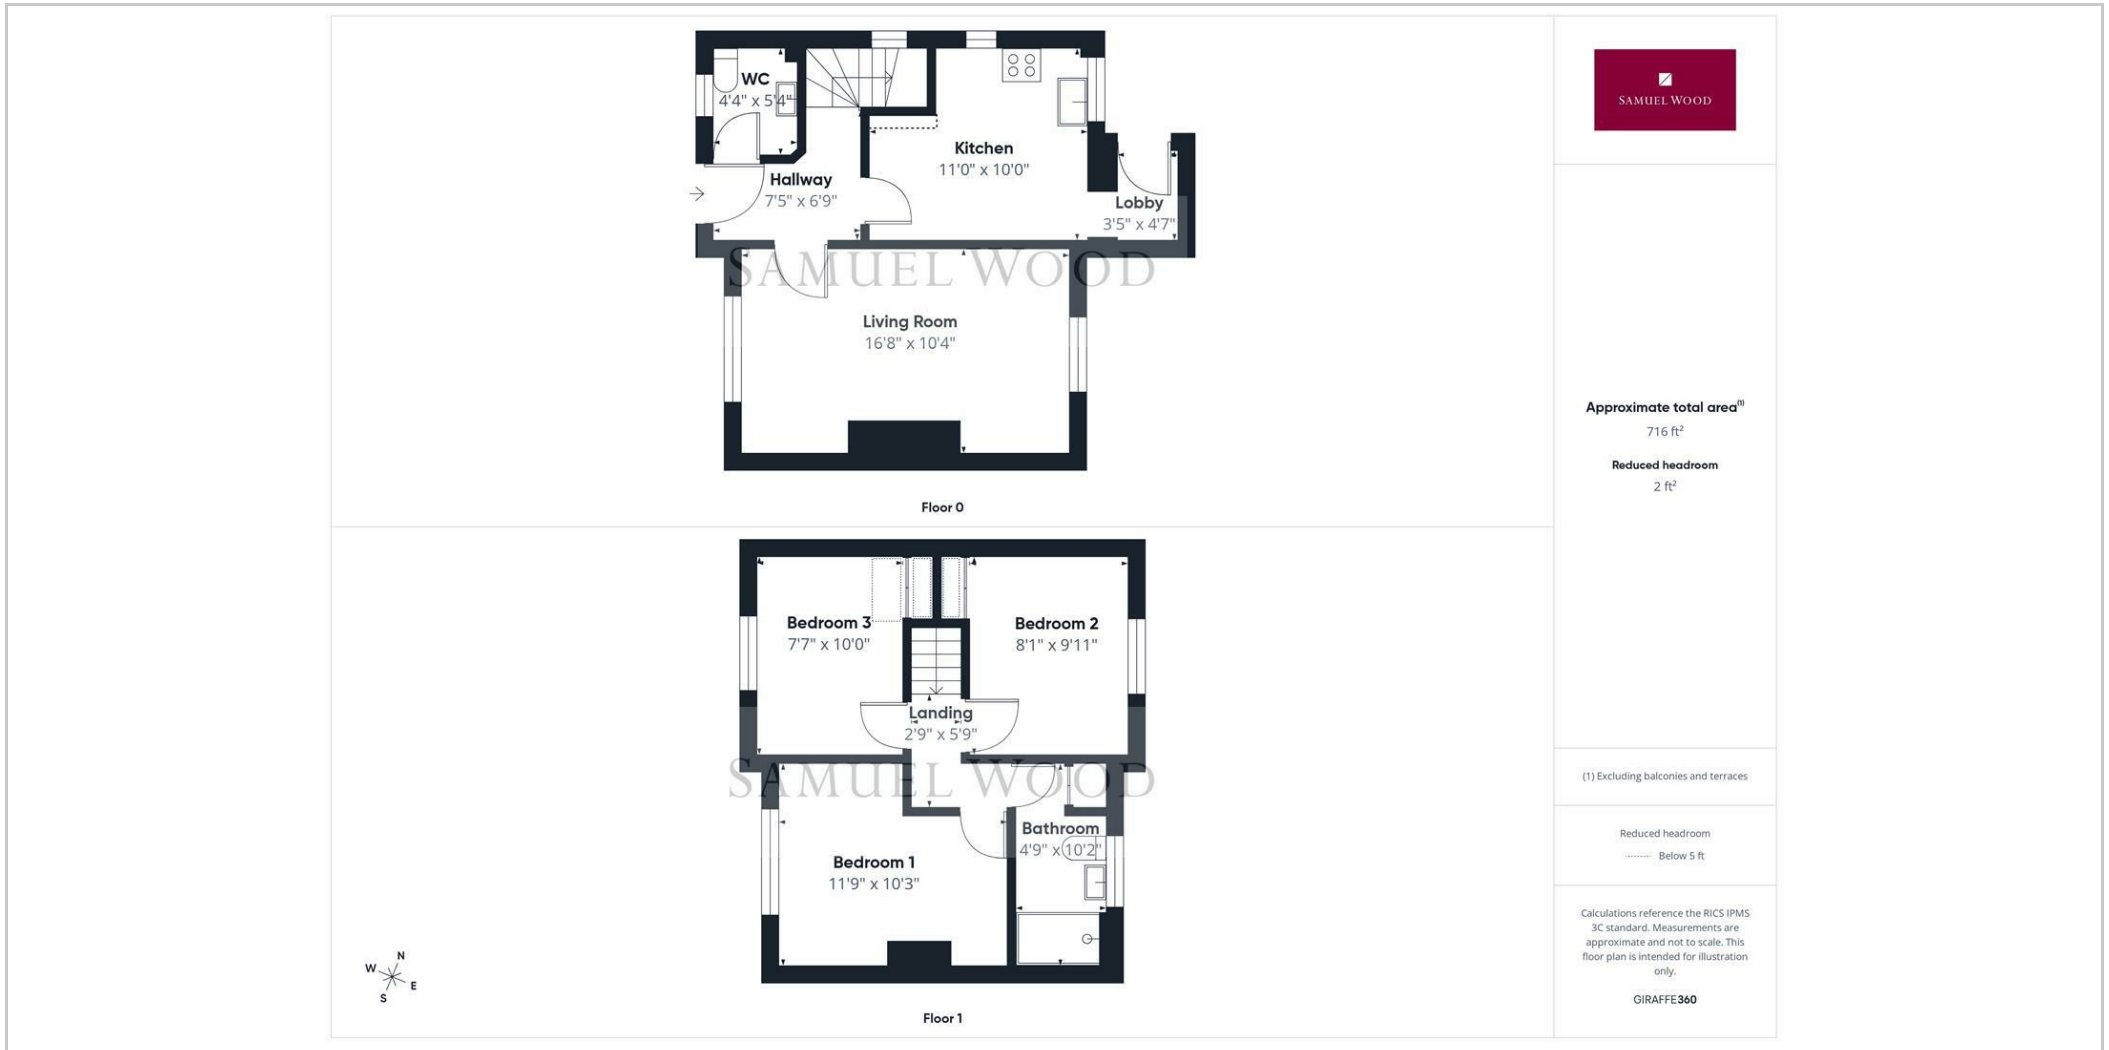 WC
4'4" x 5'4"
Kitchen
11'0" x 10'0"
Hallway
7'5" x 6'9"
Lobby
3'5" x 4'7"
SAMUEL WOOD
Living Room
16'8" x 10'4"
Floor 0
Bedroom 3
7'7" x 10'0"
Bedroom 2
8'1" x 9'11"
Landing
2'9" x 5'9"
SAMUEL WOOD
Bathroom
4'9" x 10'2"
Bedroom 1
11'9" x 10'3"
N
W
E
S
Floor 1
SAMUEL WOOD
Approximate total area(1)
716 ft²
Reduced headroom
2 ft²
(1) Excluding balconies and terraces
Reduced headroom
Below 5 ft
Calculations reference the RICS IPMS
3C standard. Measurements are
approximate and not to scale. This
floor plan is intended for illustration
only.
GIRAFFE360